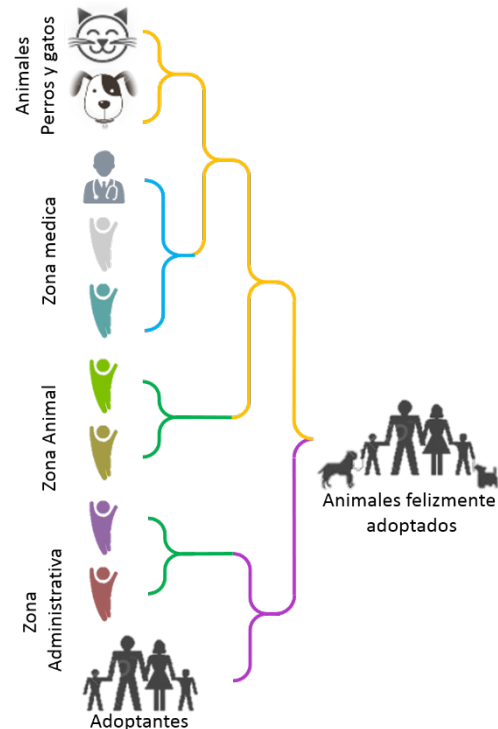 Animales
Perros y gatos
Zona medica
Zona Animal
Zona
Administrativa
Adoptantes
Animales felizmente
adoptados